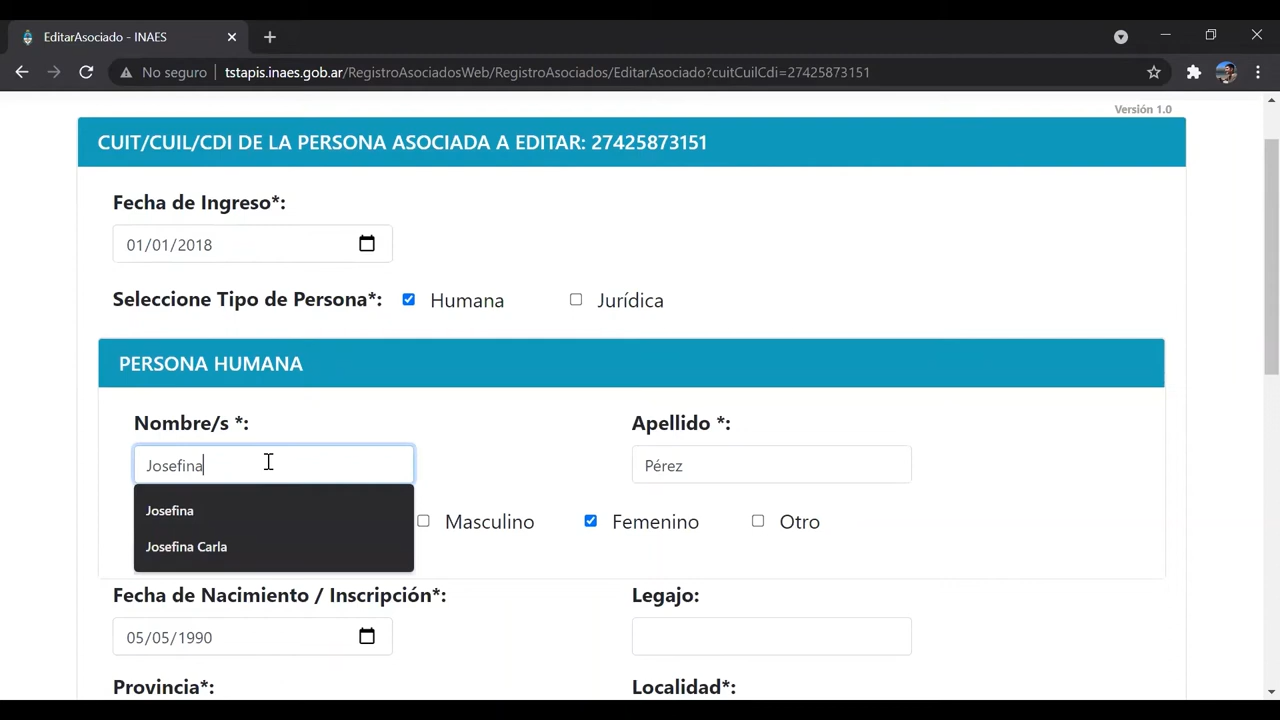 EditarAsociado - INAES
No seguro
tstapis.inaes.gob.ar/RegistroAsociadosWeb/RegistroAsociados/EditarAsociado?cuitCuilCdi=27425873151
Versión 1.0
CUIT/CUIL/CDI DE LA PERSONA ASOCIADA A EDITAR: 27425873151
Fecha de Ingreso*:
01/01/2018
Seleccione Tipo de Persona*: Humana Jurídica
PERSONA HUMANA
Nombre/s *: Apellido *:
Josefina Pérez
Josefina
Josefina Carla
Masculino Femenino Otro
Fecha de Nacimiento / Inscripción*: Legajo:
05/05/1990
Provincia*: Localidad*: